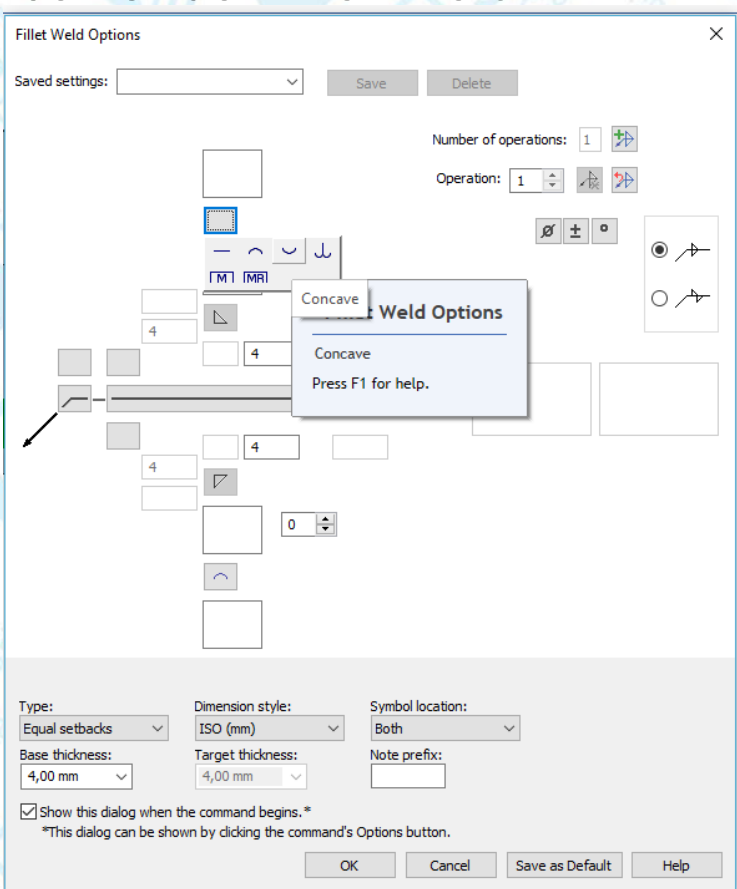 Fillet Weld Options
Saved settings:
Save
Delete
Number of operations: 1
Operation: 1
Ø ± °
M MR
Concave
Weld Options
Concave
Press F1 for help.
4
4
4
4
0
Type:
Dimension style:
Symbol location:
Equal setbacks
ISO (mm)
Both
Base thickness:
Target thickness:
Note prefix:
4,00 mm
4,00 mm
Show this dialog when the command begins.*
*This dialog can be shown by clicking the command's Options button.
OK
Cancel
Save as Default
Help